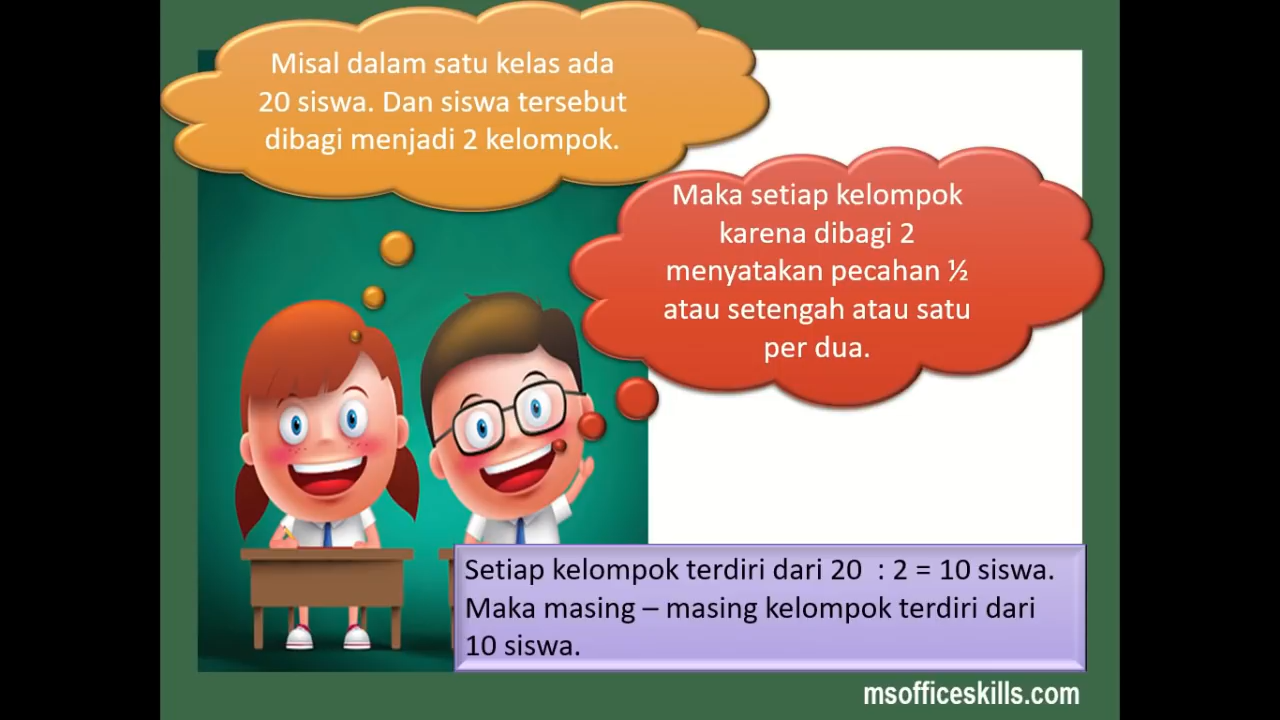 Misal dalam satu kelas ada
20 siswa. Dan siswa tersebut
dibagi menjadi 2 kelompok.
Maka setiap kelompok
karena dibagi 2
menyatakan pecahan ½
atau setengah atau satu
per dua.
Setiap kelompok terdiri dari 20  : 2 = 10 siswa.
Maka masing – masing kelompok terdiri dari
10 siswa.
msofficeskills.com